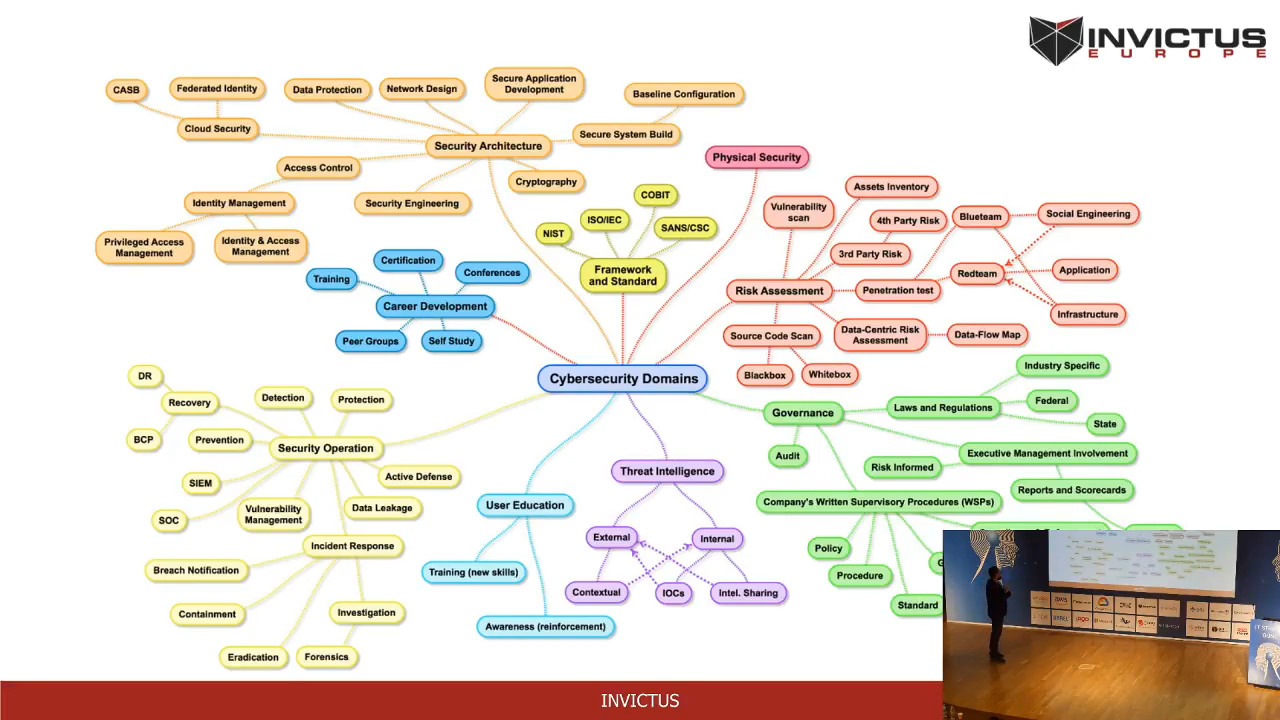 INVICTUS
EUROPE
CASB
Federated Identity
Data Protection
Network Design
Secure Application
Development
Baseline Configuration
Cloud Security
Secure System Build
Security Architecture
Access Control
Cryptography
Identity Management
Security Engineering
Privileged Access
Management
Identity & Access
Management
Physical Security
COBIT
ISO/IEC
SANS/CSC
NIST
Framework
and Standard
Certification
Training
Conferences
Career Development
Peer Groups
Self Study
Assets Inventory
Vulnerability
scan
4th Party Risk
Blueteam
Social Engineering
3rd Party Risk
Redteam
Application
Risk Assessment
Penetration test
Infrastructure
Source Code Scan
Data-Centric Risk
Assessment
Data-Flow Map
Blackbox
Whitebox
Cybersecurity Domains
DR
Recovery
Detection
Protection
BCP
Prevention
Security Operation
SIEM
Active Defense
SOC
Vulnerability
Management
Data Leakage
Incident Response
Breach Notification
Containment
Investigation
Eradication
Forensics
User Education
Training (new skills)
Awareness (reinforcement)
Threat Intelligence
External
Internal
Contextual
IOCs
Intel. Sharing
Industry Specific
Governance
Laws and Regulations
Federal
State
Audit
Executive Management Involvement
Risk Informed
Reports and Scorecards
Company's Written Supervisory Procedures (WSPs)
Policy
Procedure
Standard
INVICTUS